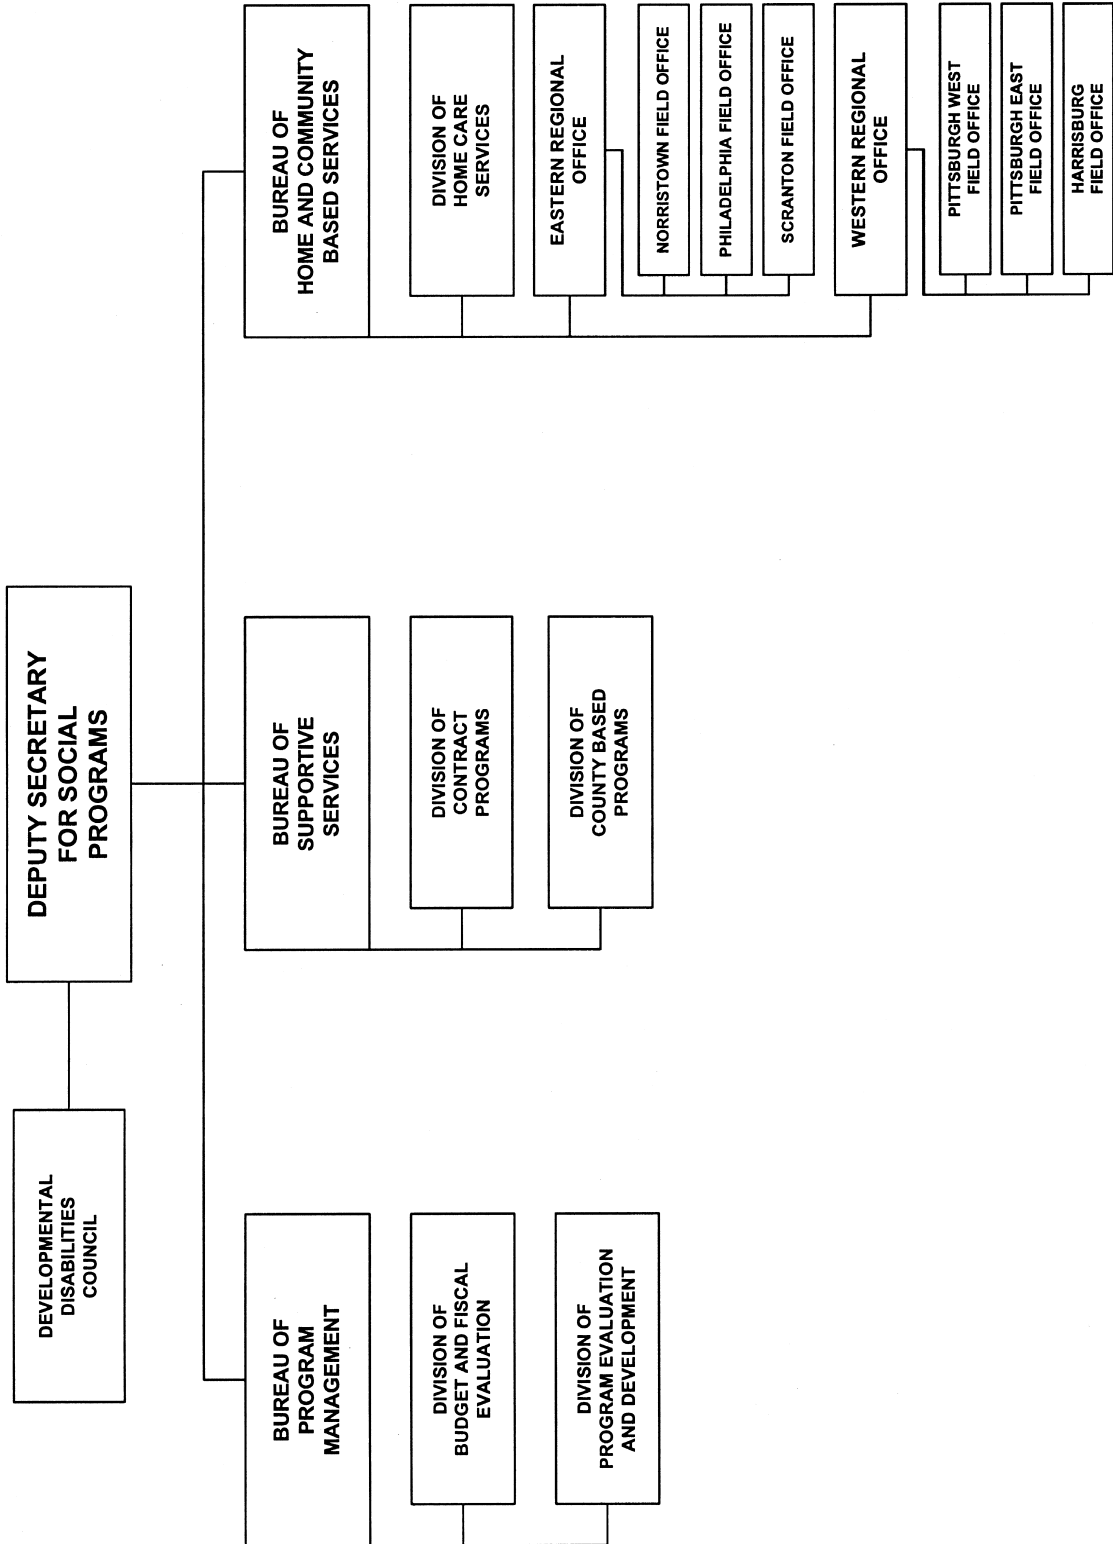 DEPUTY SECRETARY
FOR SOCIAL
PROGRAMS
DEVELOPMENTAL
DISABILITIES
COUNCIL
BUREAU OF
PROGRAM
MANAGEMENT
DIVISION OF
BUDGET AND FISCAL
EVALUATION
DIVISION OF
PROGRAM EVALUATION
AND DEVELOPMENT
BUREAU OF
SUPPORTIVE
SERVICES
DIVISION OF
CONTRACT
PROGRAMS
DIVISION OF
COUNTY BASED
PROGRAMS
BUREAU OF
HOME AND COMMUNITY
BASED SERVICES
DIVISION OF
HOME CARE
SERVICES
EASTERN REGIONAL
OFFICE
NORRISTOWN FIELD OFFICE
PHILADELPHIA FIELD OFFICE
SCRANTON FIELD OFFICE
WESTERN REGIONAL
OFFICE
PITTSBURGH WEST
FIELD OFFICE
PITTSBURGH EAST
FIELD OFFICE
HARRISBURG
FIELD OFFICE